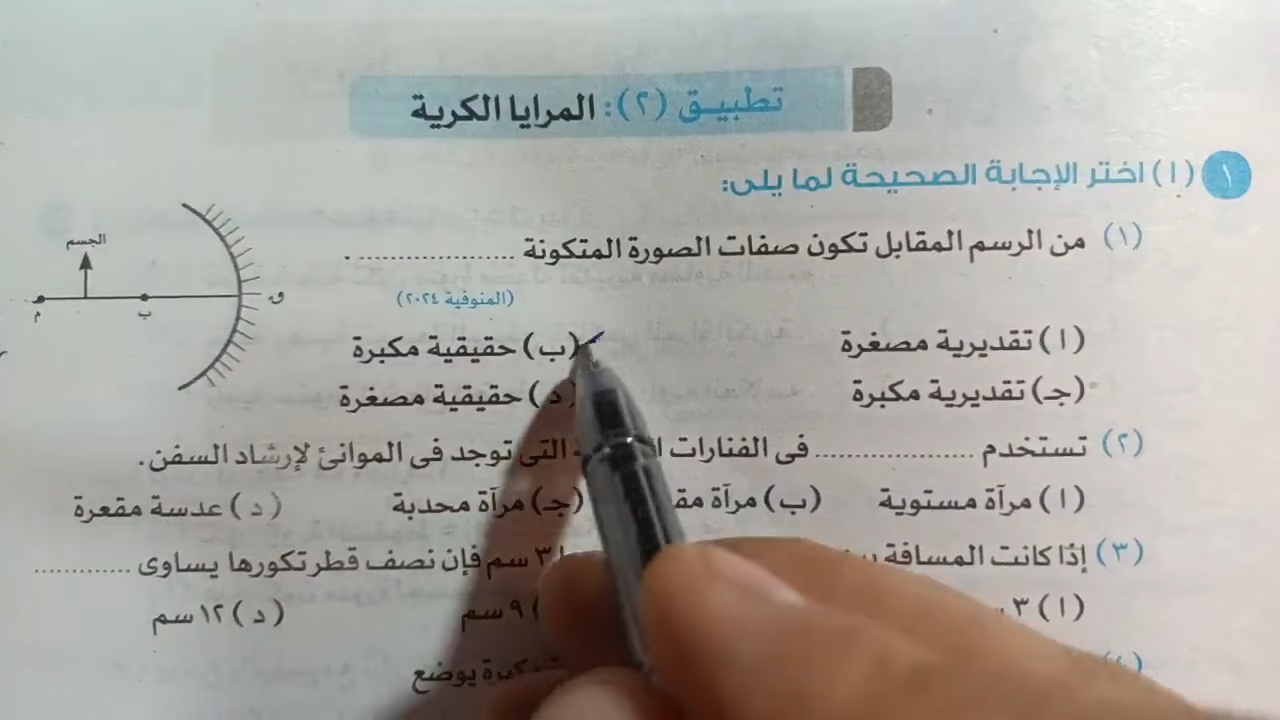 تطبيق (٢): المرايا الكرية
١ (ا) اختر الإجابة الصحيحة لما يلى:
(١) من الرسم المقابل تكون صفات الصورة المتكونة .................... .
(المنوفية ٢٠٢٤)
الجسم
م ب ق
(ا) تقديرية مصغرة (ب) حقيقية مكبرة
(جـ) تقديرية مكبرة (د) حقيقية مصغرة
(٢) تستخدم .................... فى الفنارات التى توجد فى الموانئ لإرشاد السفن.
(ا) مرآة مستوية (ب) مرآة (جـ) مرآة محدبة (د) عدسة مقعرة
(٣) إذا كانت المسافة ٣ سم فإن نصف قطر تكورها يساوى ............
(ا) ٣ ٩ سم (د) ١٢ سم
(٤) يوضع